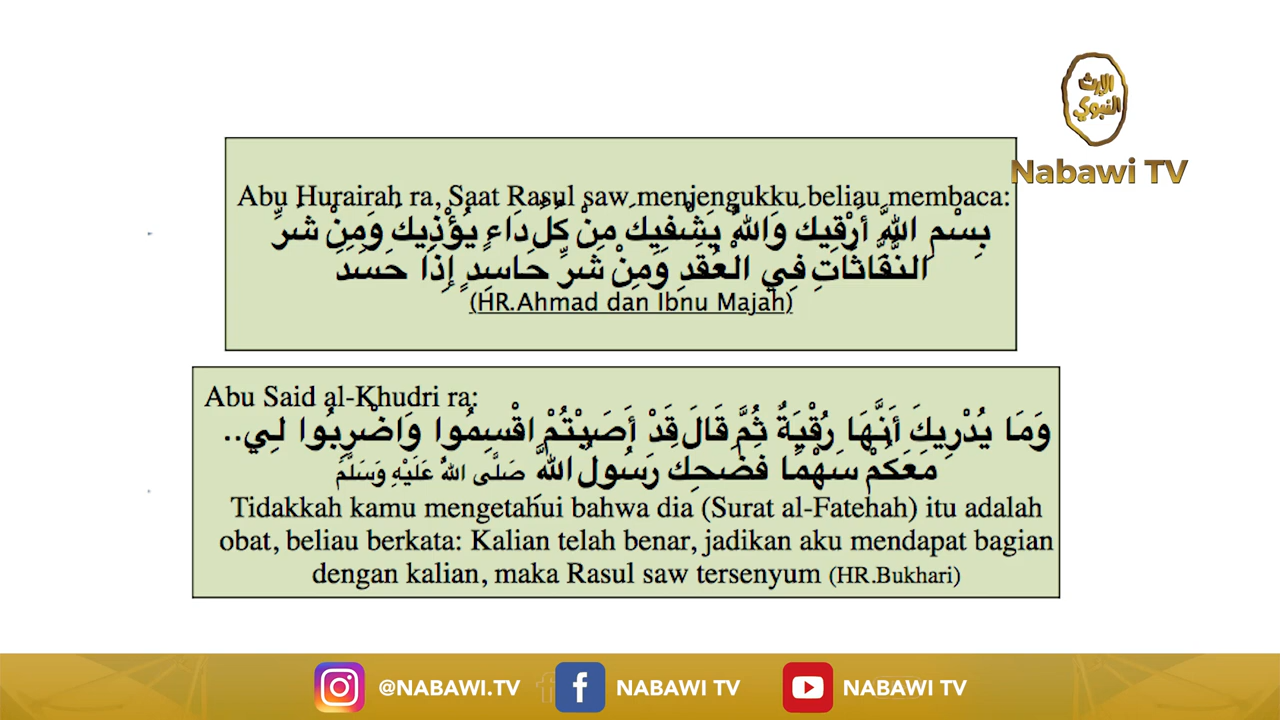 الإرث
النبوي
Nabawi TV
Abu Hurairah ra, Saat Rasul saw menjengukku beliau membaca:
بِسْمِ اللَّهِ أَرْقِيكَ وَاللهُ يَشْفِيكَ مِنْ كُلِّ دَاءٍ يُؤْذِيكَ وَمِنْ شَرِّ
النَّفَّاثَاتِ فِي الْعُقَدِ وَمِنْ شَرِّ حَاسِدٍ إِذَا حَسَدَ
(HR.Ahmad dan Ibnu Majah)
Abu Said al-Khudri ra:
وَمَا يُدْرِيكَ أَنَّهَا رُقْيَةٌ ثُمَّ قَالَ قَدْ أَصَبْتُمْ اقْسِمُوا وَاضْرِبُوا لِي..
مَعَكُمْ سَهْمًا فَضَحِكَ رَسُولُ اللَّهِ صَلَّى اللهُ عَلَيْهِ وَسَلَّمَ
Tidakkah kamu mengetahui bahwa dia (Surat al-Fatehah) itu adalah
obat, beliau berkata: Kalian telah benar, jadikan aku mendapat bagian
dengan kalian, maka Rasul saw tersenyum (HR.Bukhari)
@NABAWI.TV NABAWI TV NABAWI TV